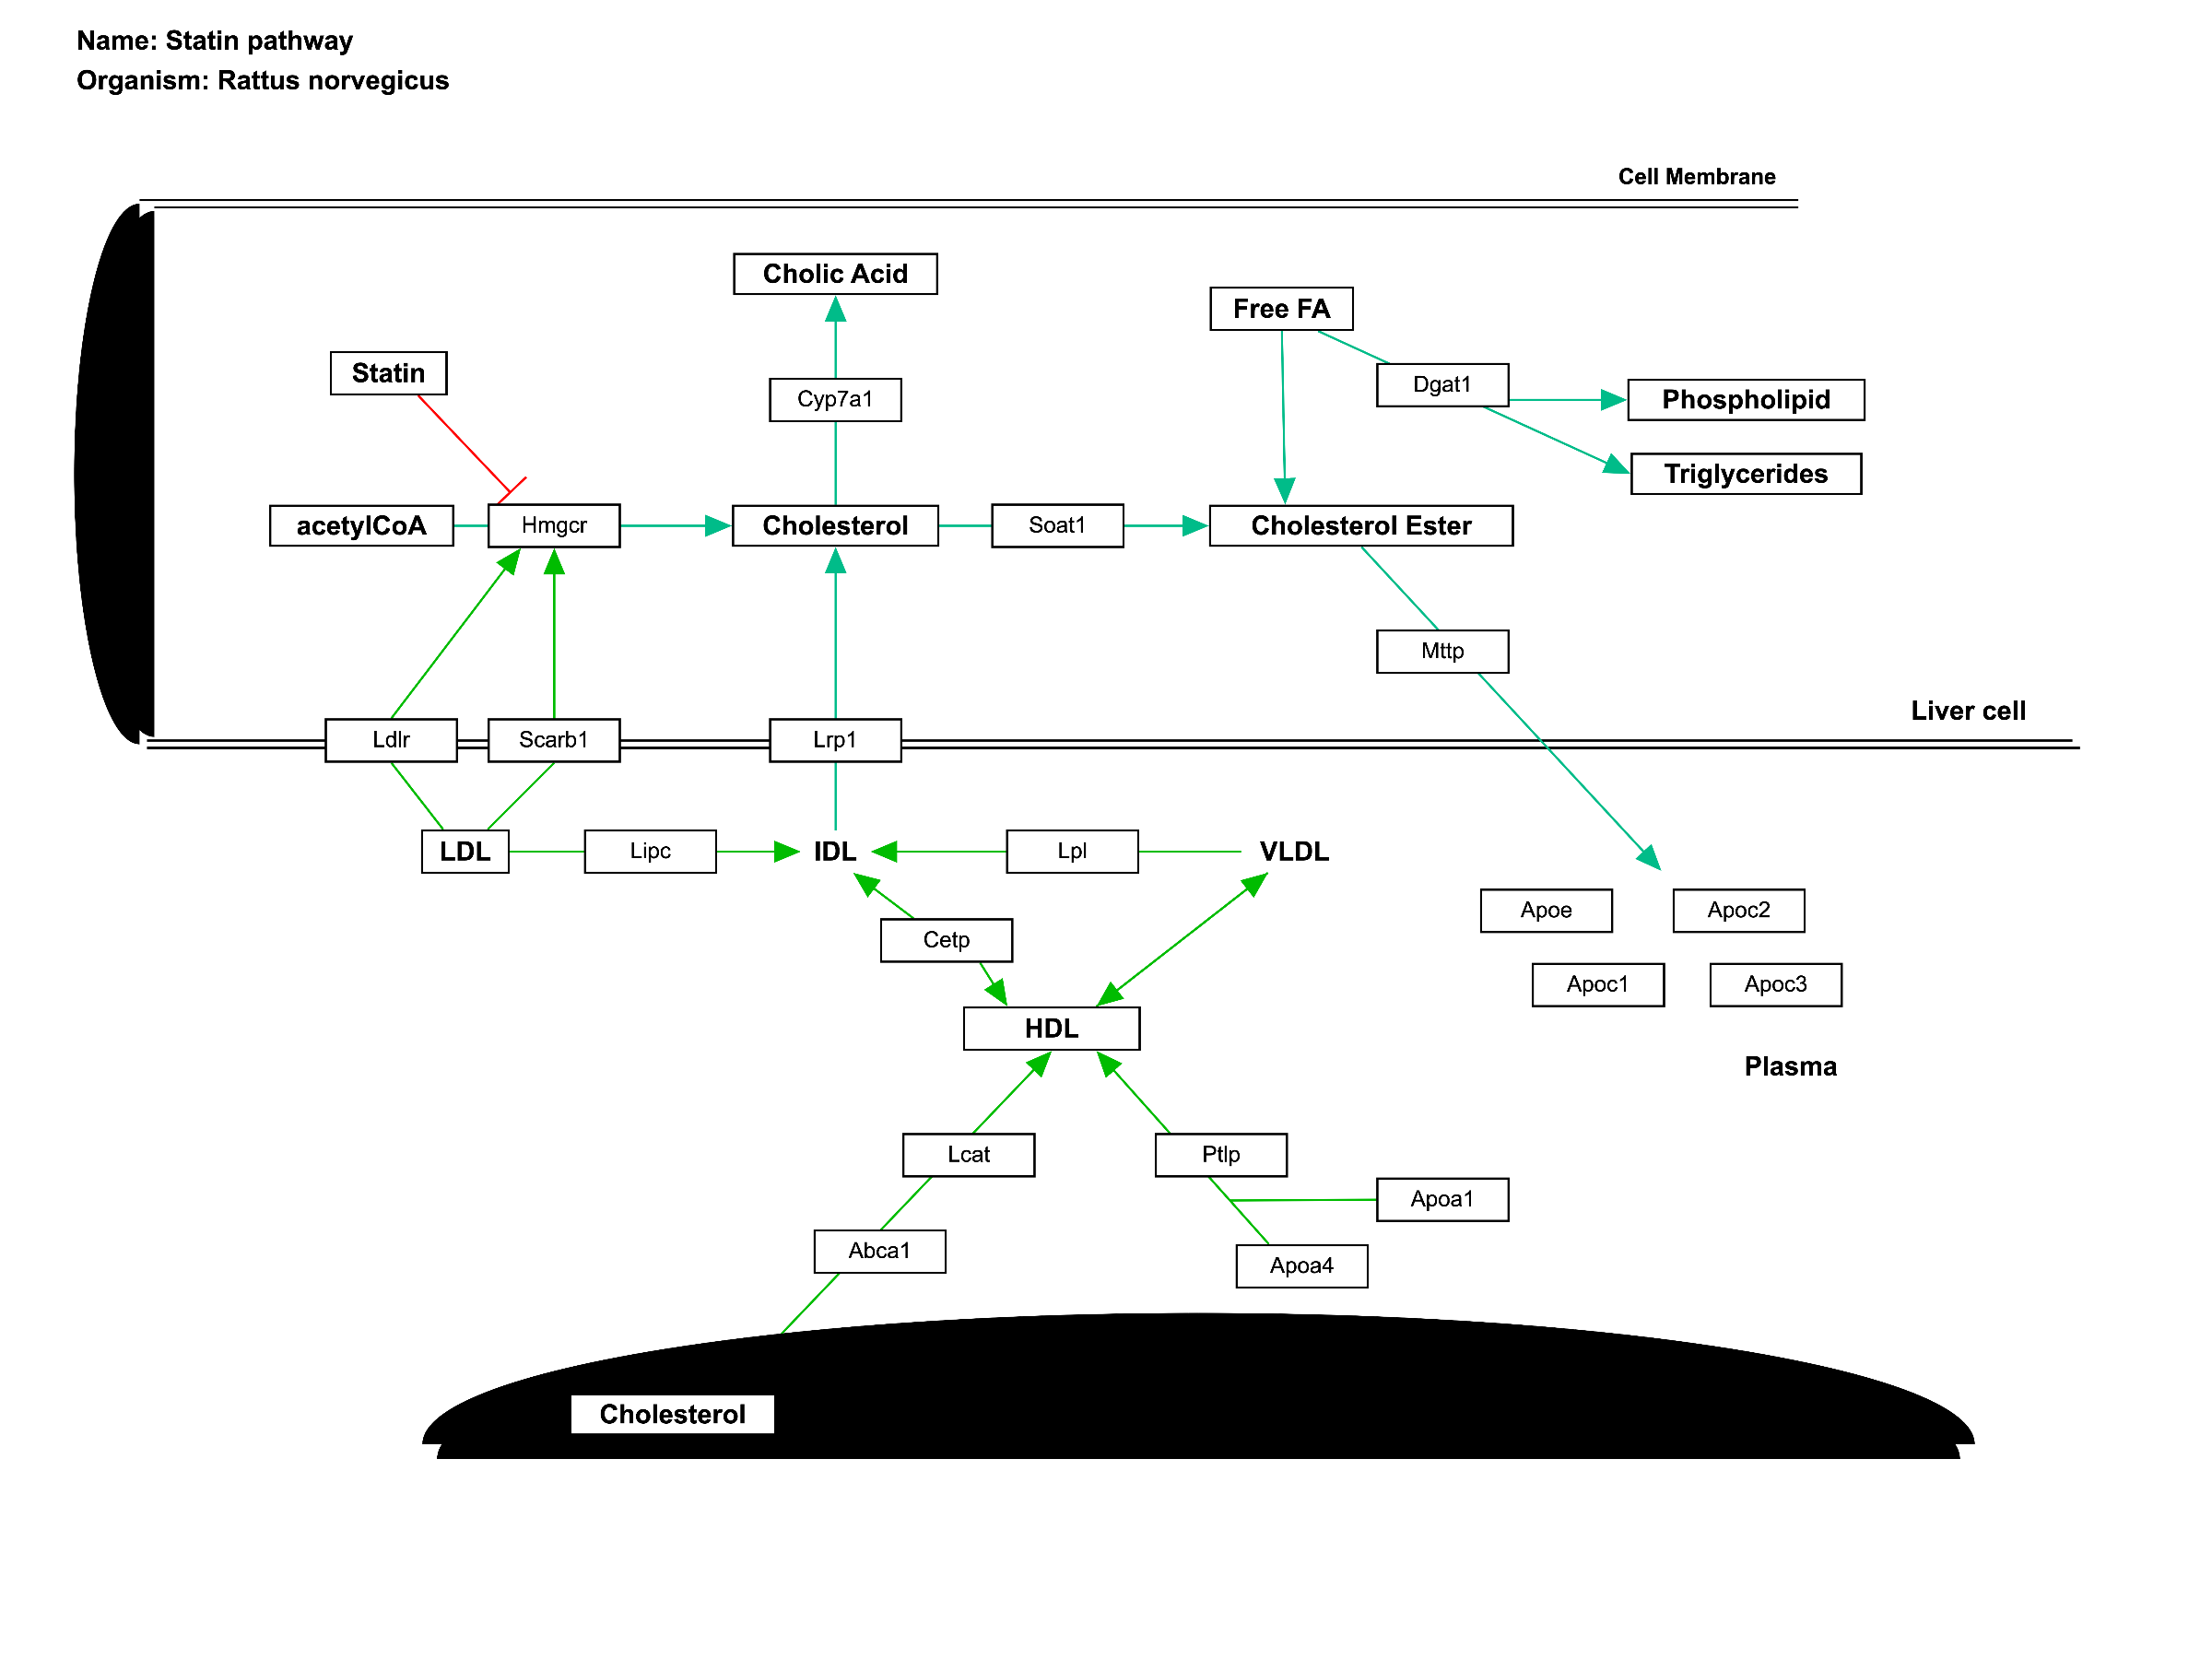 Name: Statin pathway
Organism: Rattus norvegicus
Cell Membrane
Cholic Acid
Free FA
Statin
Dgat1
Cyp7a1
Phospholipid
Triglycerides
acetylCoA
Hmgcr
Cholesterol
Soat1
Cholesterol Ester
Mttp
Liver cell
Ldlr
Scarb1
Lrp1
LDL
Lipc
IDL
Lpl
VLDL
Apoe
Apoc2
Cetp
Apoc1
Apoc3
HDL
Plasma
Lcat
Ptlp
Apoa1
Abca1
Apoa4
Cholesterol